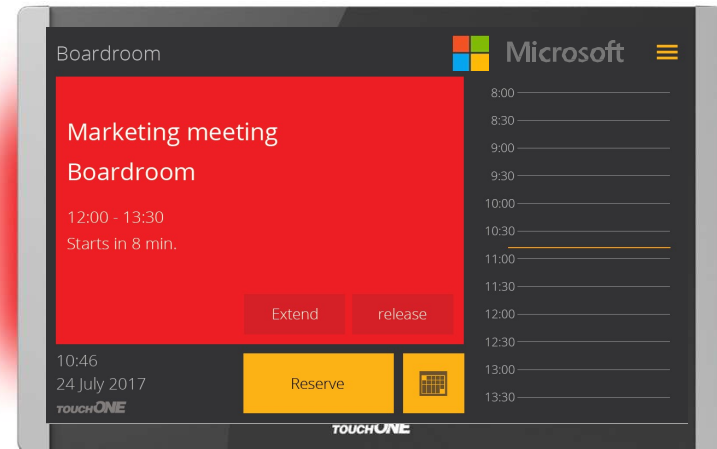 Boardroom
Microsoft
Marketing meeting
Boardroom
12:00 - 13:30
Starts in 8 min.
Extend
release
10:46
24 July 2017
TOUCHONE
Reserve
8:00
8:30
9:00
9:30
10:00
10:30
11:00
11:30
12:00
12:30
13:00
13:30
TOUCHONE